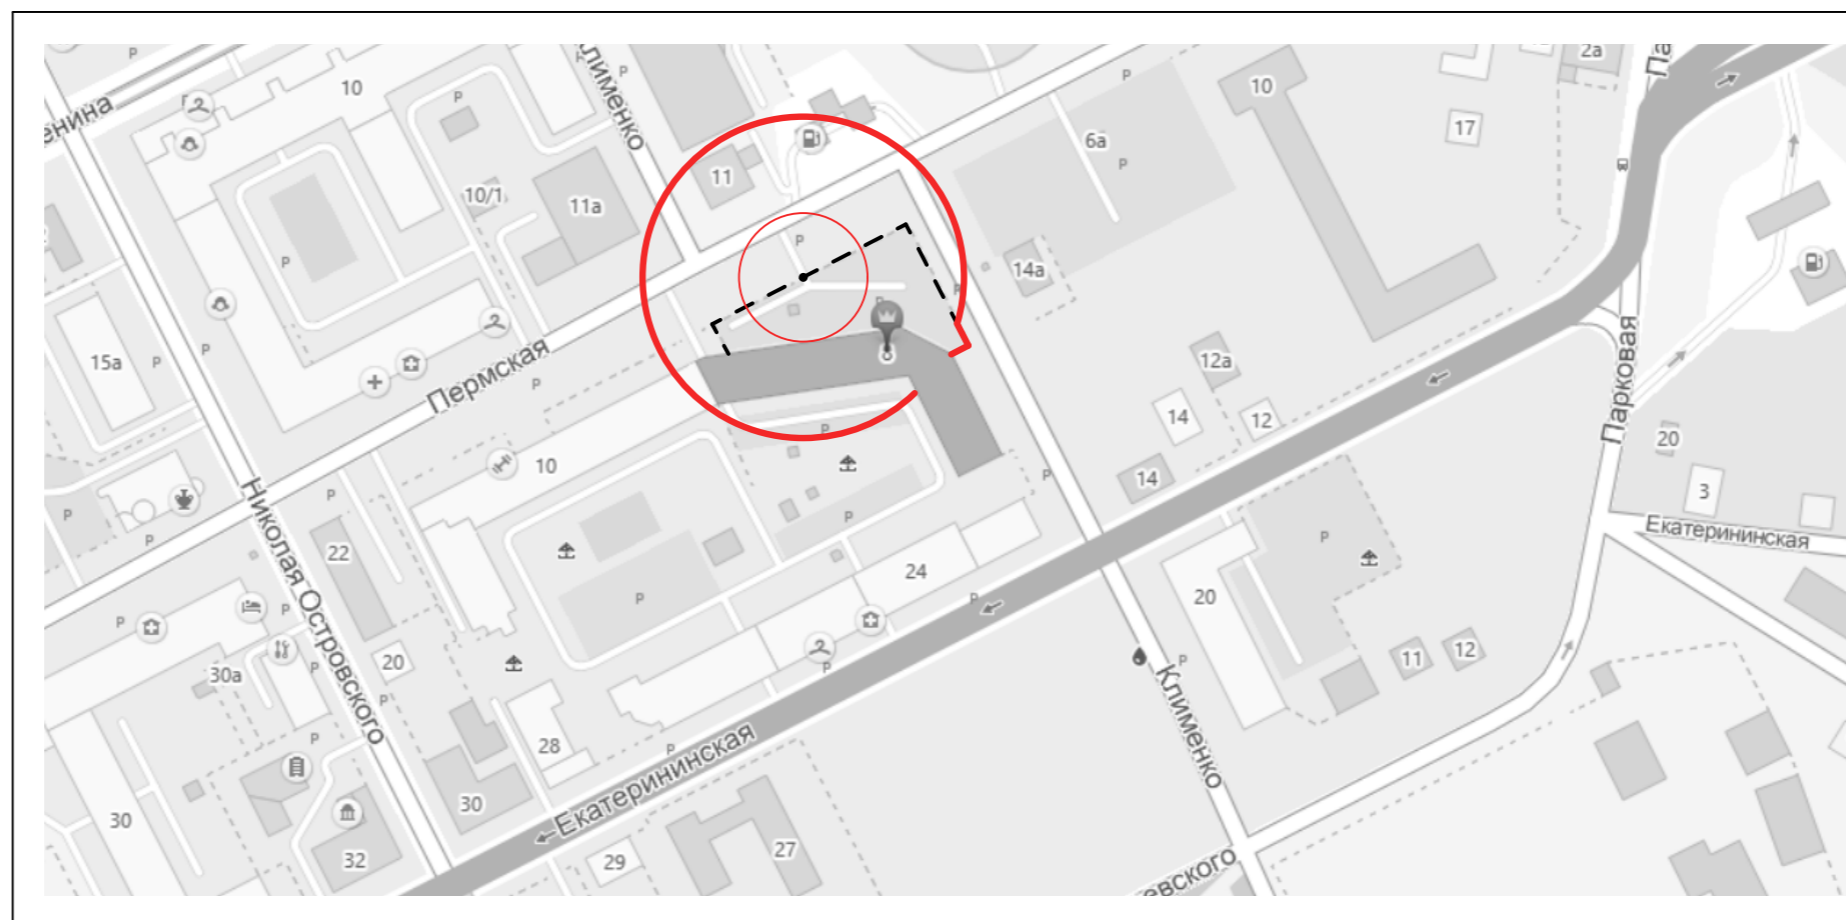 2а
Па
10
Р
Р
Клименко
Р
Р
10
енина
17
6а
Р
11
10/1
11а
Р
Р
14а
Р
Р
Р
15а
Р
Р
12а
Пермская
Р
Парковая
14
12
Р
20
10
14
Р
3
Р
Р
Р
Николая Островского
Екатерининская
Р
22
24
Р
Р
Р
20
Р
30а
20
Р
Р
Р
11
12
Р
Клименко
Р
Р
28
Екатерининская
30
30
32
29
27
евского